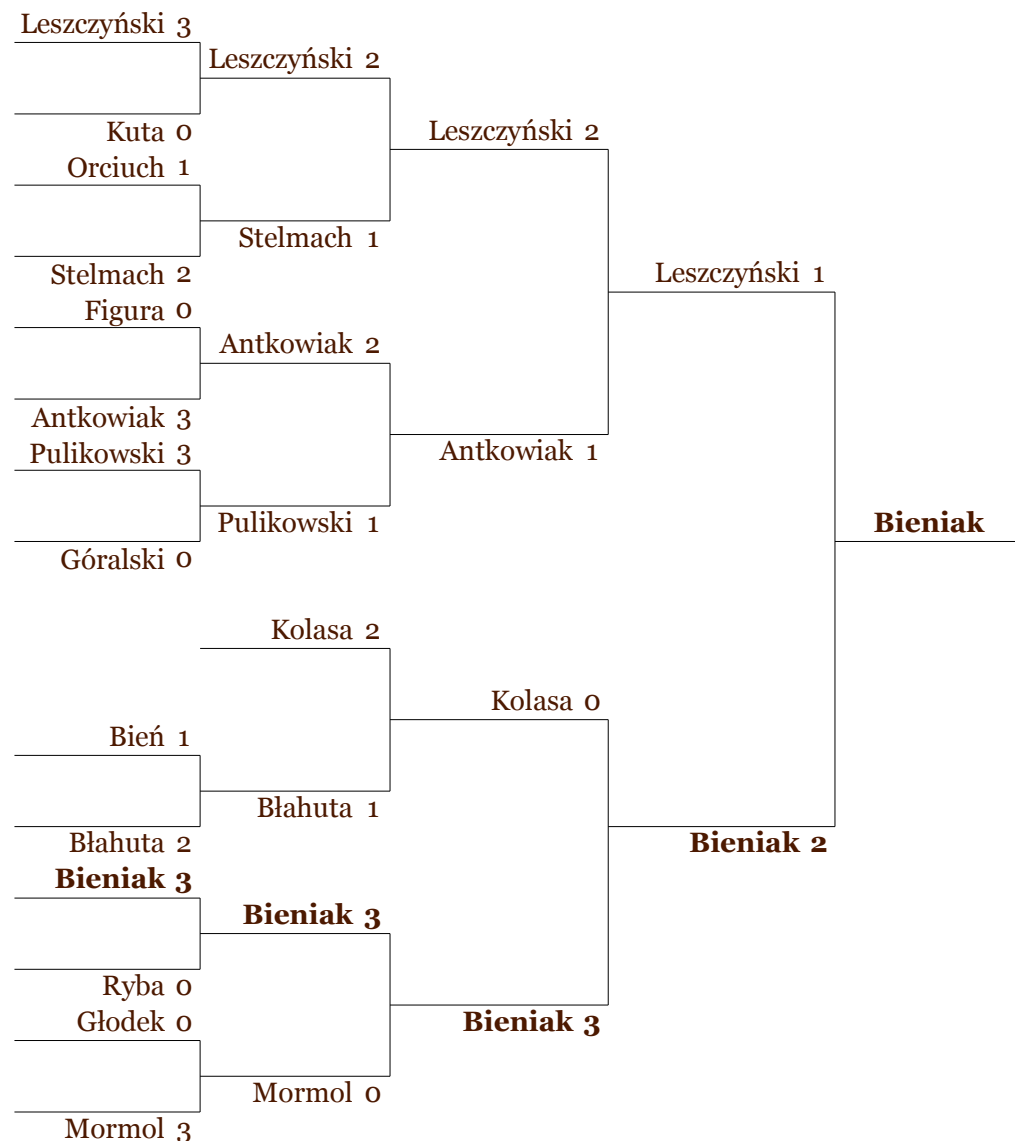 Leszczyński 3
Leszczyński 2
Kuta 0
Leszczyński 2
Orciuch 1
Stelmach 1
Stelmach 2
Leszczyński 1
Figura 0
Antkowiak 2
Antkowiak 3
Antkowiak 1
Pulikowski 3
Pulikowski 1
Bieniak
Góralski 0
Kolasa 2
Kolasa 0
Bień 1
Błahuta 1
Błahuta 2
Bieniak 2
Bieniak 3
Bieniak 3
Ryba 0
Głodek 0
Bieniak 3
Mormol 0
Mormol 3